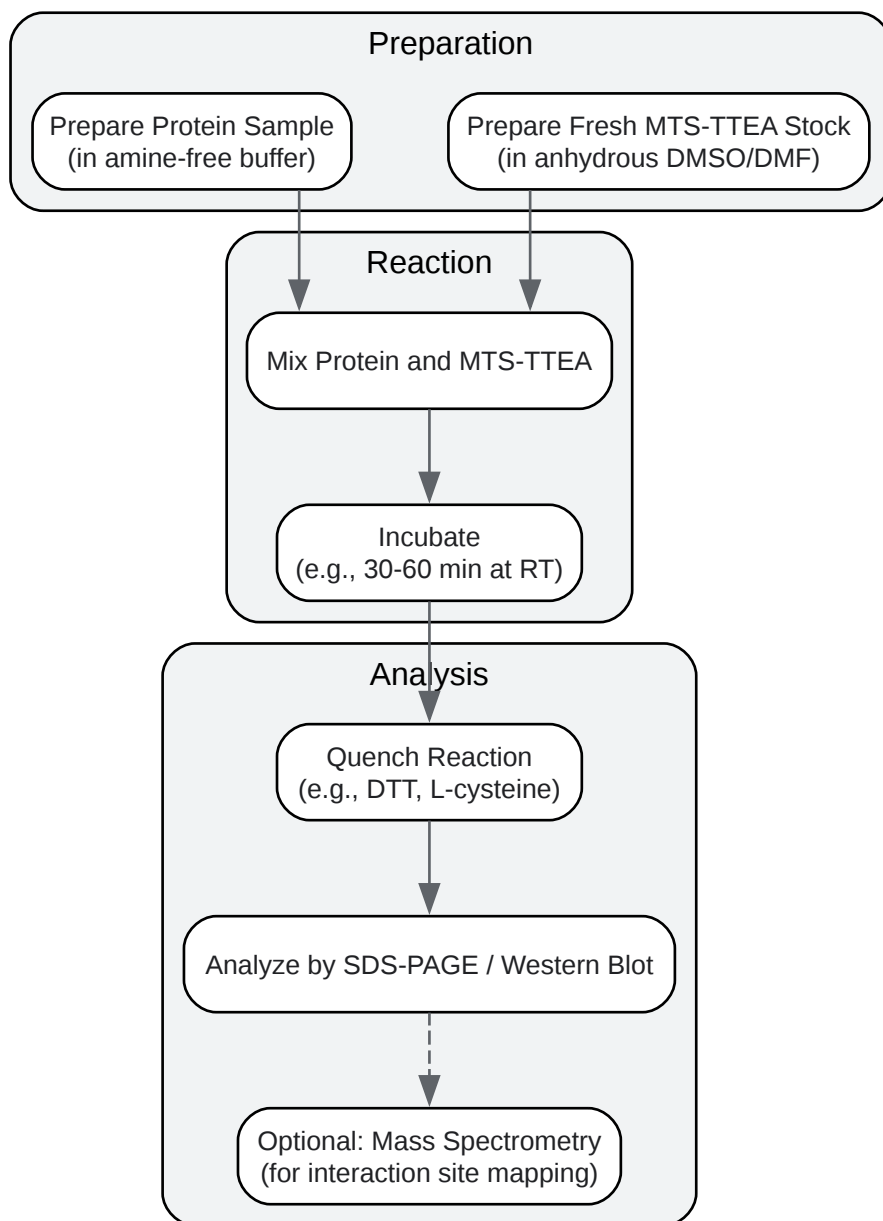 Preparation
Prepare Protein Sample
(in amine-free buffer)
Prepare Fresh MTS-TTEA Stock
(in anhydrous DMSO/DMF)
Reaction
Mix Protein and MTS-TTEA
Incubate
(e.g., 30-60 min at RT)
Analysis
Quench Reaction
(e.g., DTT, L-cysteine)
Analyze by SDS-PAGE / Western Blot
Optional: Mass Spectrometry
(for interaction site mapping)